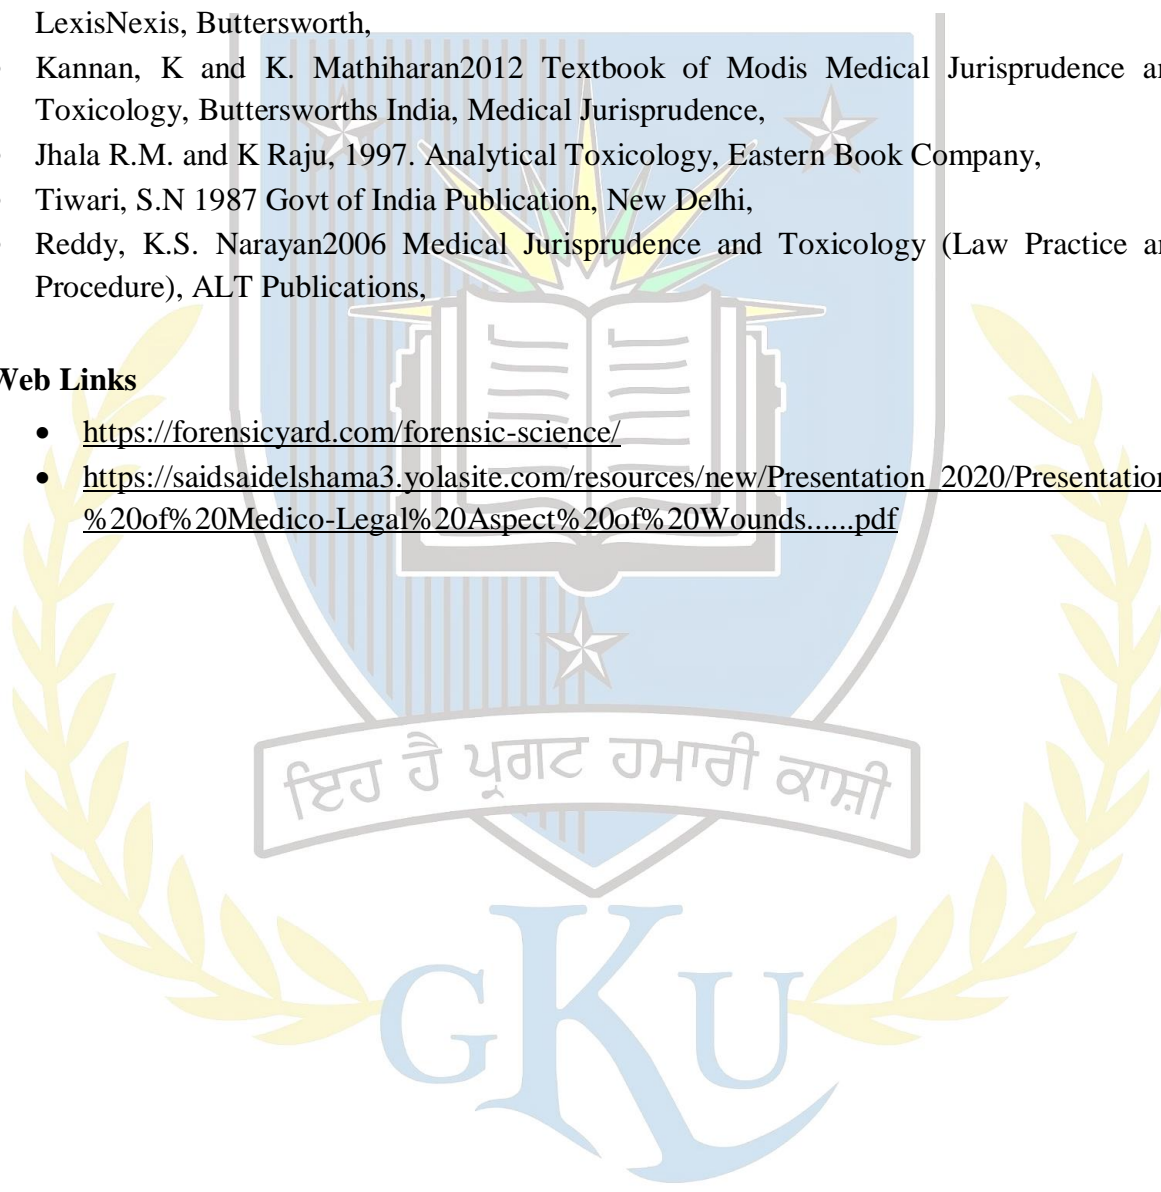 LexisNexis, Buttersworth,
Kannan, K and K. Mathiharan2012 Textbook of Modis Medical Jurisprudence
Toxicology, Buttersworths India, Medical Jurisprudence,
Jhala R.M. and K Raju, 1997. Analytical Toxicology, Eastern Book Company,
Tiwari, S.N 1987 Govt of India Publication, New Delhi,
Reddy, K.S. Narayan2006 Medical Jurisprudence and Toxicology (Law Practice
Procedure), ALT Publications,
Web Links
• https://forensicyard.com/forensic-science/
• https://saidsaidelshama3.yolasite.com/resources/new/Presentation_2020/Presentation
%20of%20Medico-Legal%20Aspect%20of%20Wounds......pdf
ਇਹ ਹੈ ਪ੍ਰਗਟ ਹਮਾਰੀ ਕਾਸ਼ੀ
GKU